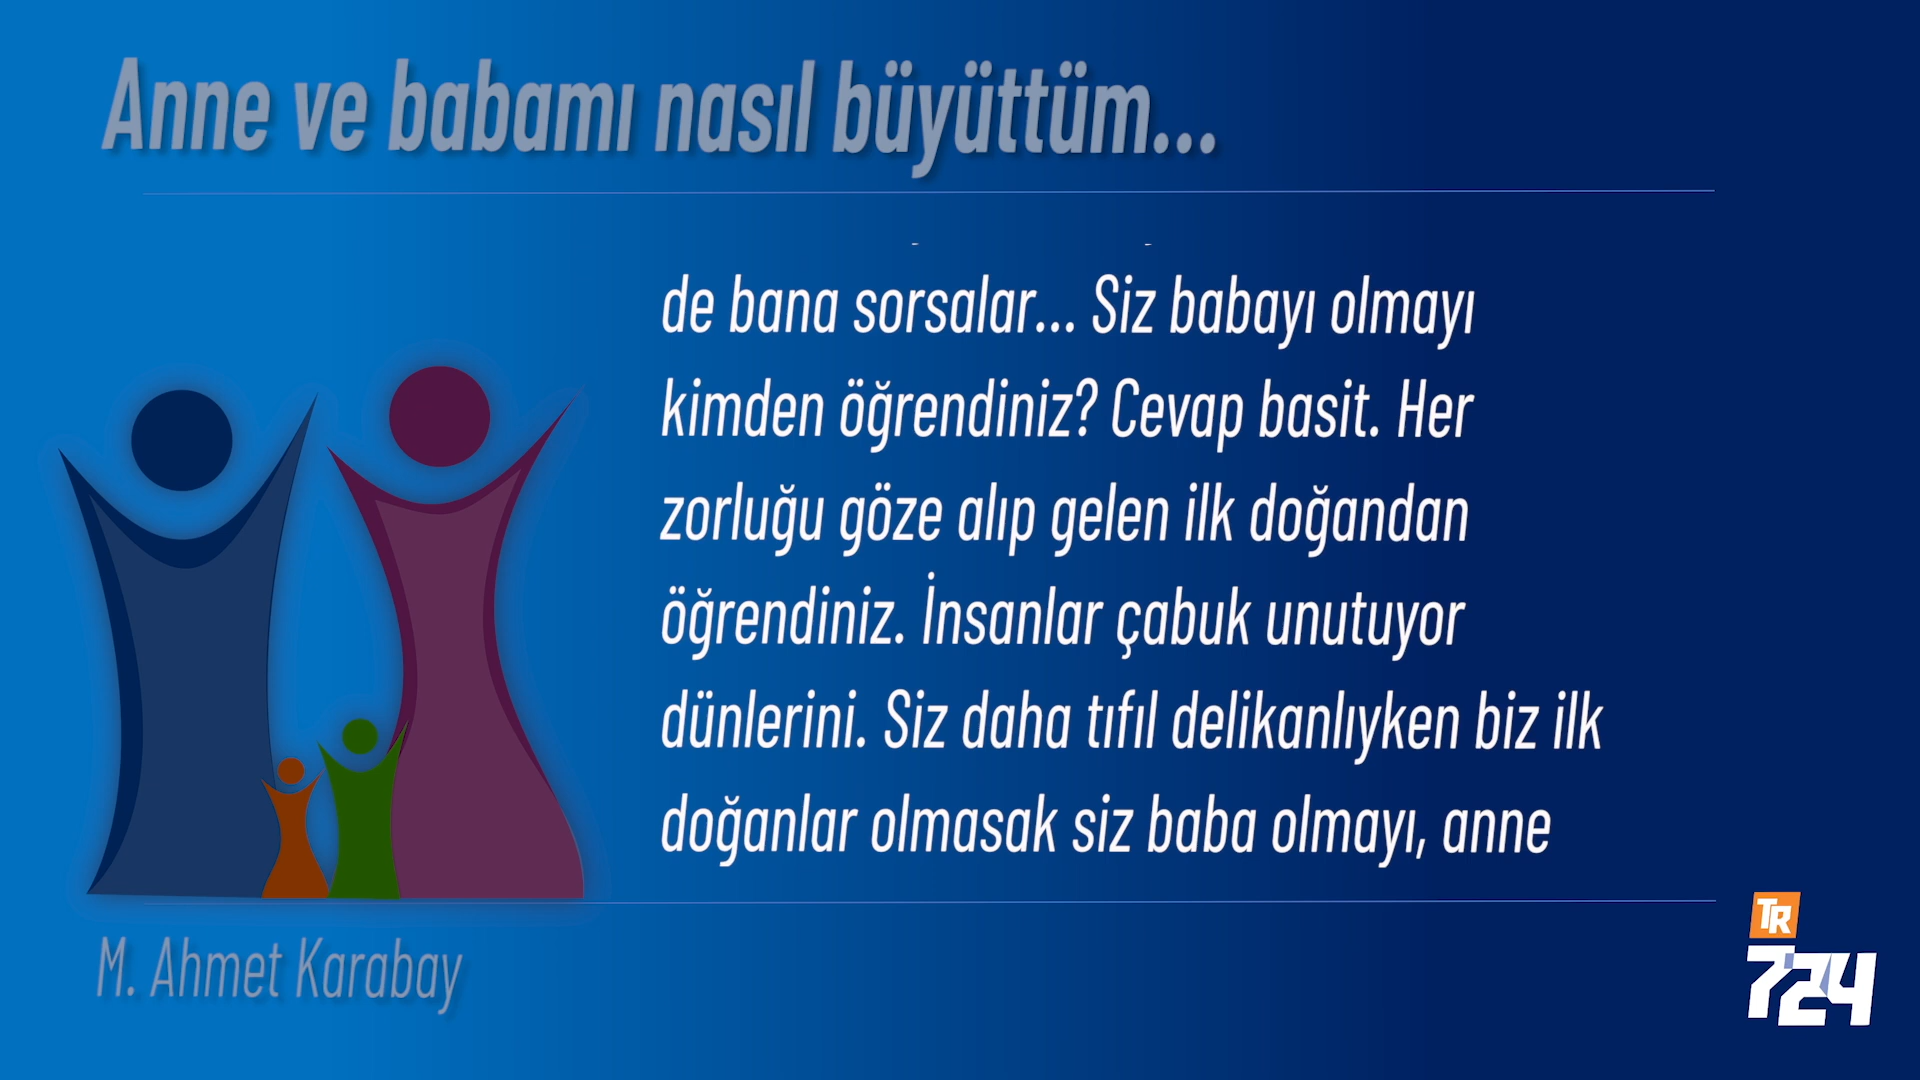 Anne ve babamı nasıl büyüttüm...
de bana sorsalar... Siz babayı olmayı
kimden öğrendiniz? Cevap basit. Her
zorluğu göze alıp gelen ilk doğandan
öğrendiniz. İnsanlar çabuk unutuyor
dünlerini. Siz daha tıfıl delikanlıyken biz ilk
doğanlar olmasak siz baba olmayı, anne
M. Ahmet Karabay
TR
724